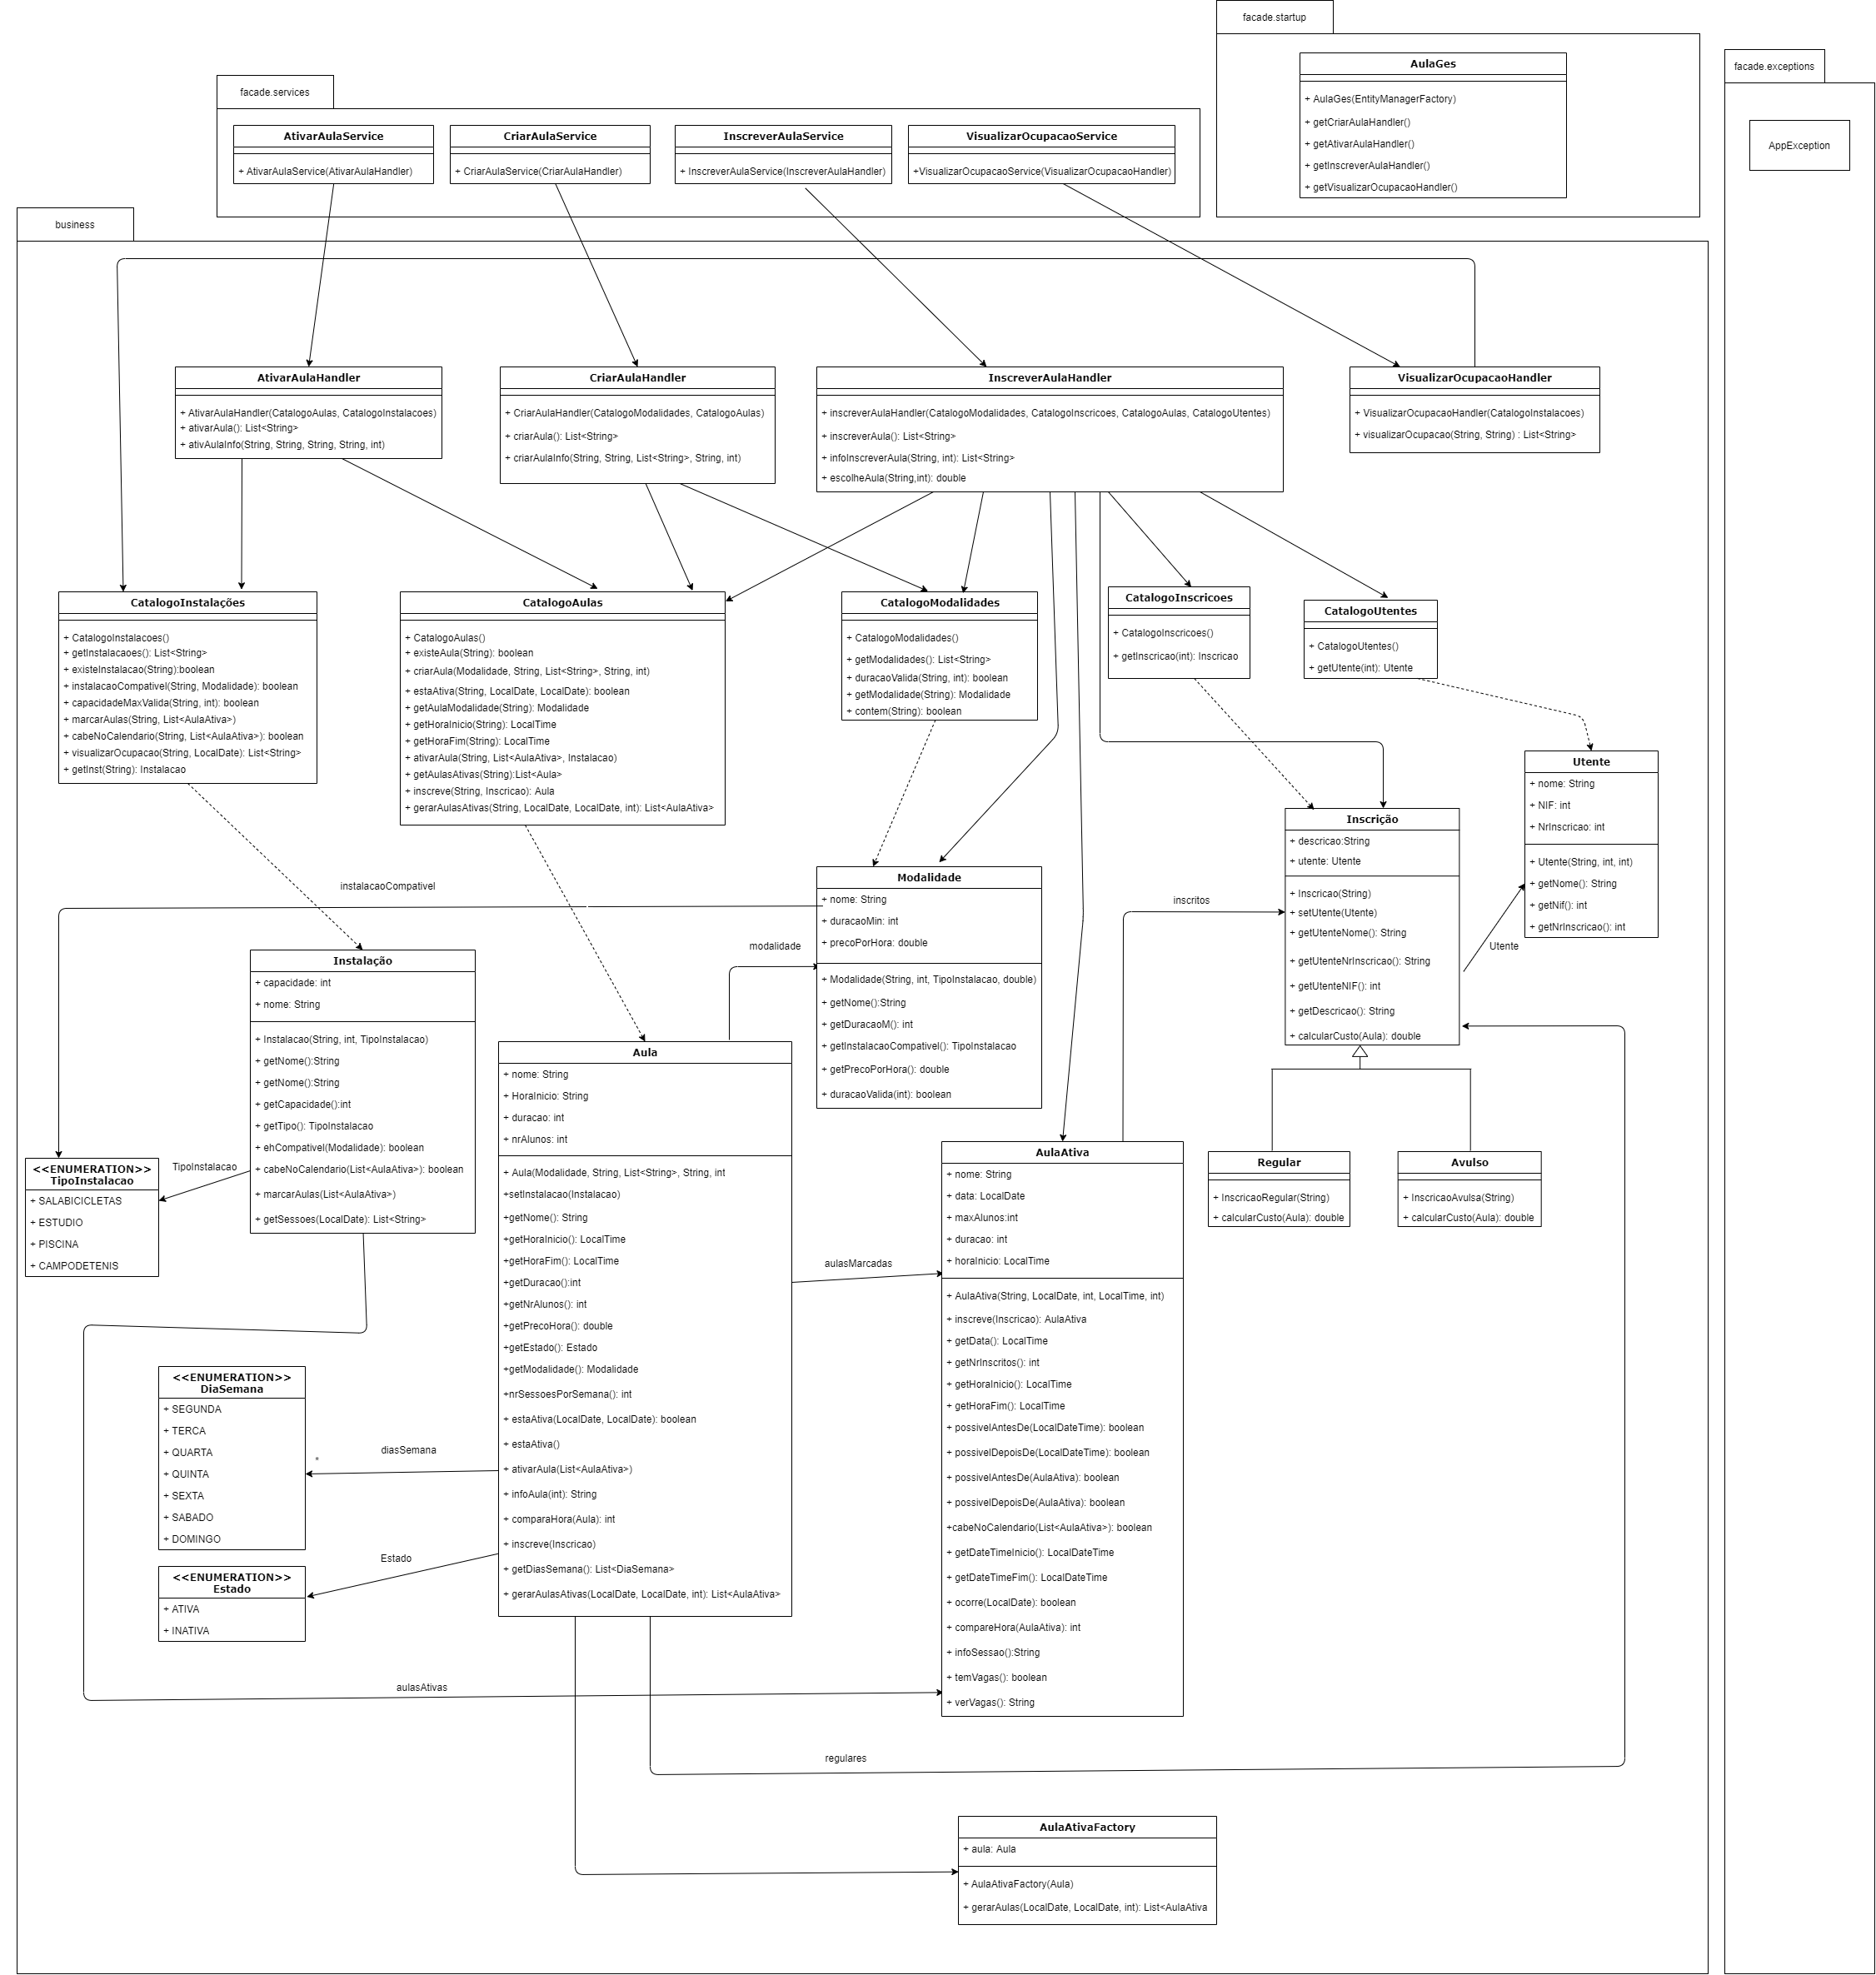 facade.startup
AulaGes
+ AulaGes(EntityManagerFactory)
+ getCriarAulaHandler()
+ getAtivarAulaHandler()
+ getInscreverAulaHandler()
+ getVisualizarOcupacaoHandler()
facade.exceptions
AppException
facade.services
AtivarAulaService
+ AtivarAulaService(AtivarAulaHandler)
CriarAulaService
+ CriarAulaService(CriarAulaHandler)
InscreverAulaService
+ InscreverAulaService(InscreverAulaHandler)
VisualizarOcupacaoService
+VisualizarOcupacaoService(VisualizarOcupacaoHandler)
business
AtivarAulaHandler
+ AtivarAulaHandler(CatalogoAulas, CatalogoInstalacoes)
+ ativarAula(): List<String>
+ ativAulaInfo(String, String, String, String, int)
CriarAulaHandler
+ CriarAulaHandler(CatalogoModalidades, CatalogoAulas)
+ criarAula(): List<String>
+ criarAulaInfo(String, String, List<String>, String, int)
InscreverAulaHandler
+ inscreverAulaHandler(CatalogoModalidades, CatalogoInscricoes, CatalogoAulas, CatalogoUtentes)
+ inscreverAula(): List<String>
+ infoInscreverAula(String, int): List<String>
+ escolheAula(String,int): double
VisualizarOcupacaoHandler
+ VisualizarOcupacaoHandler(CatalogoInstalacoes)
+ visualizarOcupacao(String, String) : List<String>
CatalogoInstalações
+ CatalogoInstalacoes()
+ getInstalacaoes(): List<String>
+ existeInstalacao(String):boolean
+ instalacaoCompativel(String, Modalidade): boolean
+ capacidadeMaxValida(String, int): boolean
+ marcarAulas(String, List<AulaAtiva>)
+ cabeNoCalendario(String, List<AulaAtiva>): boolean
+ visualizarOcupacao(String, LocalDate): List<String>
+ getInst(String): Instalacao
CatalogoAulas
+ CatalogoAulas()
+ existeAula(String): boolean
+ criarAula(Modalidade, String, List<String>, String, int)
+ estaAtiva(String, LocalDate, LocalDate): boolean
+ getAulaModalidade(String): Modalidade
+ getHoraInicio(String): LocalTime
+ getHoraFim(String): LocalTime
+ ativarAula(String, List<AulaAtiva>, Instalacao)
+ getAulasAtivas(String):List<Aula>
+ inscreve(String, Inscricao): Aula
+ gerarAulasAtivas(String, LocalDate, LocalDate, int): List<AulaAtiva>
CatalogoModalidades
+ CatalogoModalidades()
+ getModalidades(): List<String>
+ duracaoValida(String, int): boolean
+ getModalidade(String): Modalidade
+ contem(String): boolean
CatalogoInscricoes
+ CatalogoInscricoes()
+ getInscricao(int): Inscricao
CatalogoUtentes
+ CatalogoUtentes()
+ getUtente(int): Utente
Utente
+ nome: String
+ NIF: int
+ NrInscricao: int
+ Utente(String, int, int)
+ getNome(): String
+ getNif(): int
+ getNrInscricao(): int
Inscrição
+ descricao:String
+ utente: Utente
+ Inscricao(String)
+ setUtente(Utente)
+ getUtenteNome(): String
+ getUtenteNrInscricao(): String
+ getUtenteNIF(): int
+ getDescricao(): String
+ calcularCusto(Aula): double
Utente
inscritos
instalacaoCompativel
modalidade
Modalidade
+ nome: String
+ duracaoMin: int
+ precoPorHora: double
+ Modalidade(String, int, TipoInstalacao, double)
+ getNome():String
+ getDuracaoM(): int
+ getInstalacaoCompativel(): TipoInstalacao
+ getPrecoPorHora(): double
+ duracaoValida(int): boolean
Instalação
+ capacidade: int
+ nome: String
+ Instalacao(String, int, TipoInstalacao)
+ getNome():String
+ getNome():String
+ getCapacidade():int
+ getTipo(): TipoInstalacao
+ ehCompativel(Modalidade): boolean
+ cabeNoCalendario(List<AulaAtiva>): boolean
+ marcarAulas(List<AulaAtiva>)
+ getSessoes(LocalDate): List<String>
TipoInstalacao
<<ENUMERATION>>
TipoInstalacao
+ SALABICICLETAS
+ ESTUDIO
+ PISCINA
+ CAMPODETENIS
Aula
+ nome: String
+ HoraInicio: String
+ duracao: int
+ nrAlunos: int
+ Aula(Modalidade, String, List<String>, String, int
+setInstalacao(Instalacao)
+getNome(): String
+getHoraInicio(): LocalTime
+getHoraFim(): LocalTime
+getDuracao():int
+getNrAlunos(): int
+getPrecoHora(): double
+getEstado(): Estado
+getModalidade(): Modalidade
+nrSessoesPorSemana(): int
+ estaAtiva(LocalDate, LocalDate): boolean
+ estaAtiva()
+ ativarAula(List<AulaAtiva>)
+ infoAula(int): String
+ comparaHora(Aula): int
+ inscreve(Inscricao)
+ getDiasSemana(): List<DiaSemana>
+ gerarAulasAtivas(LocalDate, LocalDate, int): List<AulaAtiva>
aulasMarcadas
AulaAtiva
+ nome: String
+ data: LocalDate
+ maxAlunos:int
+ duracao: int
+ horaInicio: LocalTime
+ AulaAtiva(String, LocalDate, int, LocalTime, int)
+ inscreve(Inscricao): AulaAtiva
+ getData(): LocalTime
+ getNrInscritos(): int
+ getHoraInicio(): LocalTime
+ getHoraFim(): LocalTime
+ possivelAntesDe(LocalDateTime): boolean
+ possivelDepoisDe(LocalDateTime): boolean
+ possivelAntesDe(AulaAtiva): boolean
+ possivelDepoisDe(AulaAtiva): boolean
+cabeNoCalendario(List<AulaAtiva>): boolean
+ getDateTimeInicio(): LocalDateTime
+ getDateTimeFim(): LocalDateTime
+ ocorre(LocalDate): boolean
+ compareHora(AulaAtiva): int
+ infoSessao():String
+ temVagas(): boolean
+ verVagas(): String
Regular
+ InscricaoRegular(String)
+ calcularCusto(Aula): double
Avulso
+ InscricaoAvulsa(String)
+ calcularCusto(Aula): double
<<ENUMERATION>>
DiaSemana
+ SEGUNDA
+ TERCA
+ QUARTA
+ QUINTA
+ SEXTA
+ SABADO
+ DOMINGO
diasSemana
*
Estado
<<ENUMERATION>>
Estado
+ ATIVA
+ INATIVA
aulasAtivas
regulares
AulaAtivaFactory
+ aula: Aula
+ AulaAtivaFactory(Aula)
+ gerarAulas(LocalDate, LocalDate, int): List<AulaAtiva